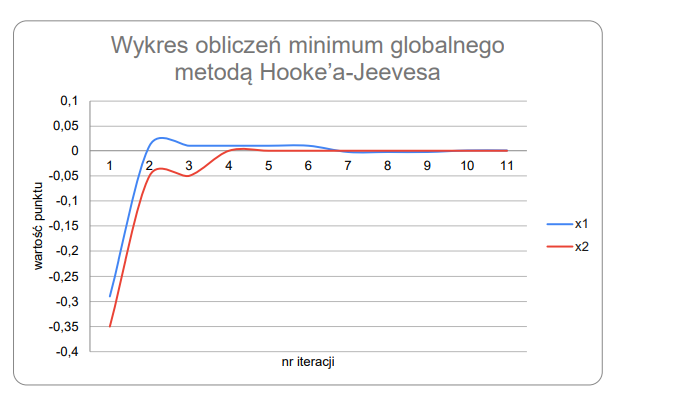 Wykres obliczeń minimum globalnego
metodą Hooke’a-Jeevesa
0,1
0,05
0
-0,05
-0,1
-0,15
-0,2
-0,25
-0,3
-0,35
-0,4
wartość punktu
1 2 3 4 5 6 7 8 9 10 11
nr iteracji
x1
x2